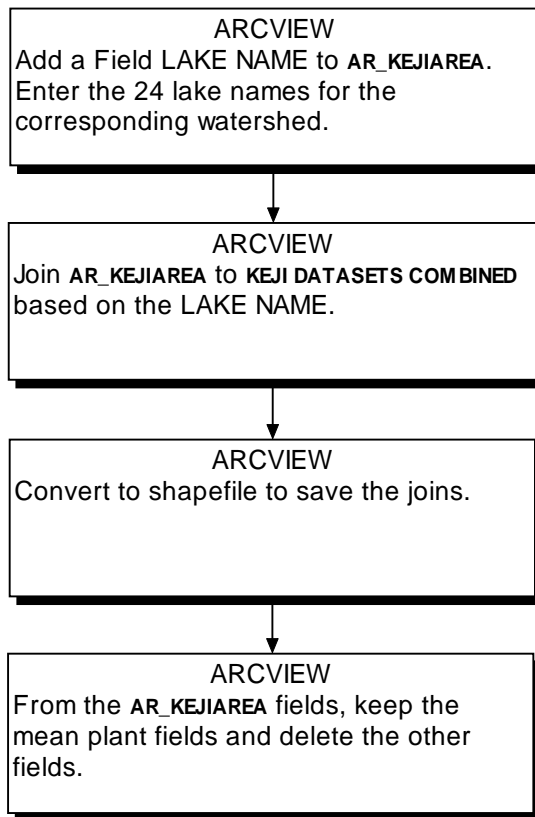 ARCVIEW
Add a Field LAKE NAME to AR_KEJIAREA.
Enter the 24 lake names for the
corresponding watershed.
ARCVIEW
Join AR_KEJIAREA to KEJI DATASETS COMBINED
based on the LAKE NAME.
ARCVIEW
Convert to shapefile to save the joins.
ARCVIEW
From the AR_KEJIAREA fields, keep the
mean plant fields and delete the other
fields.